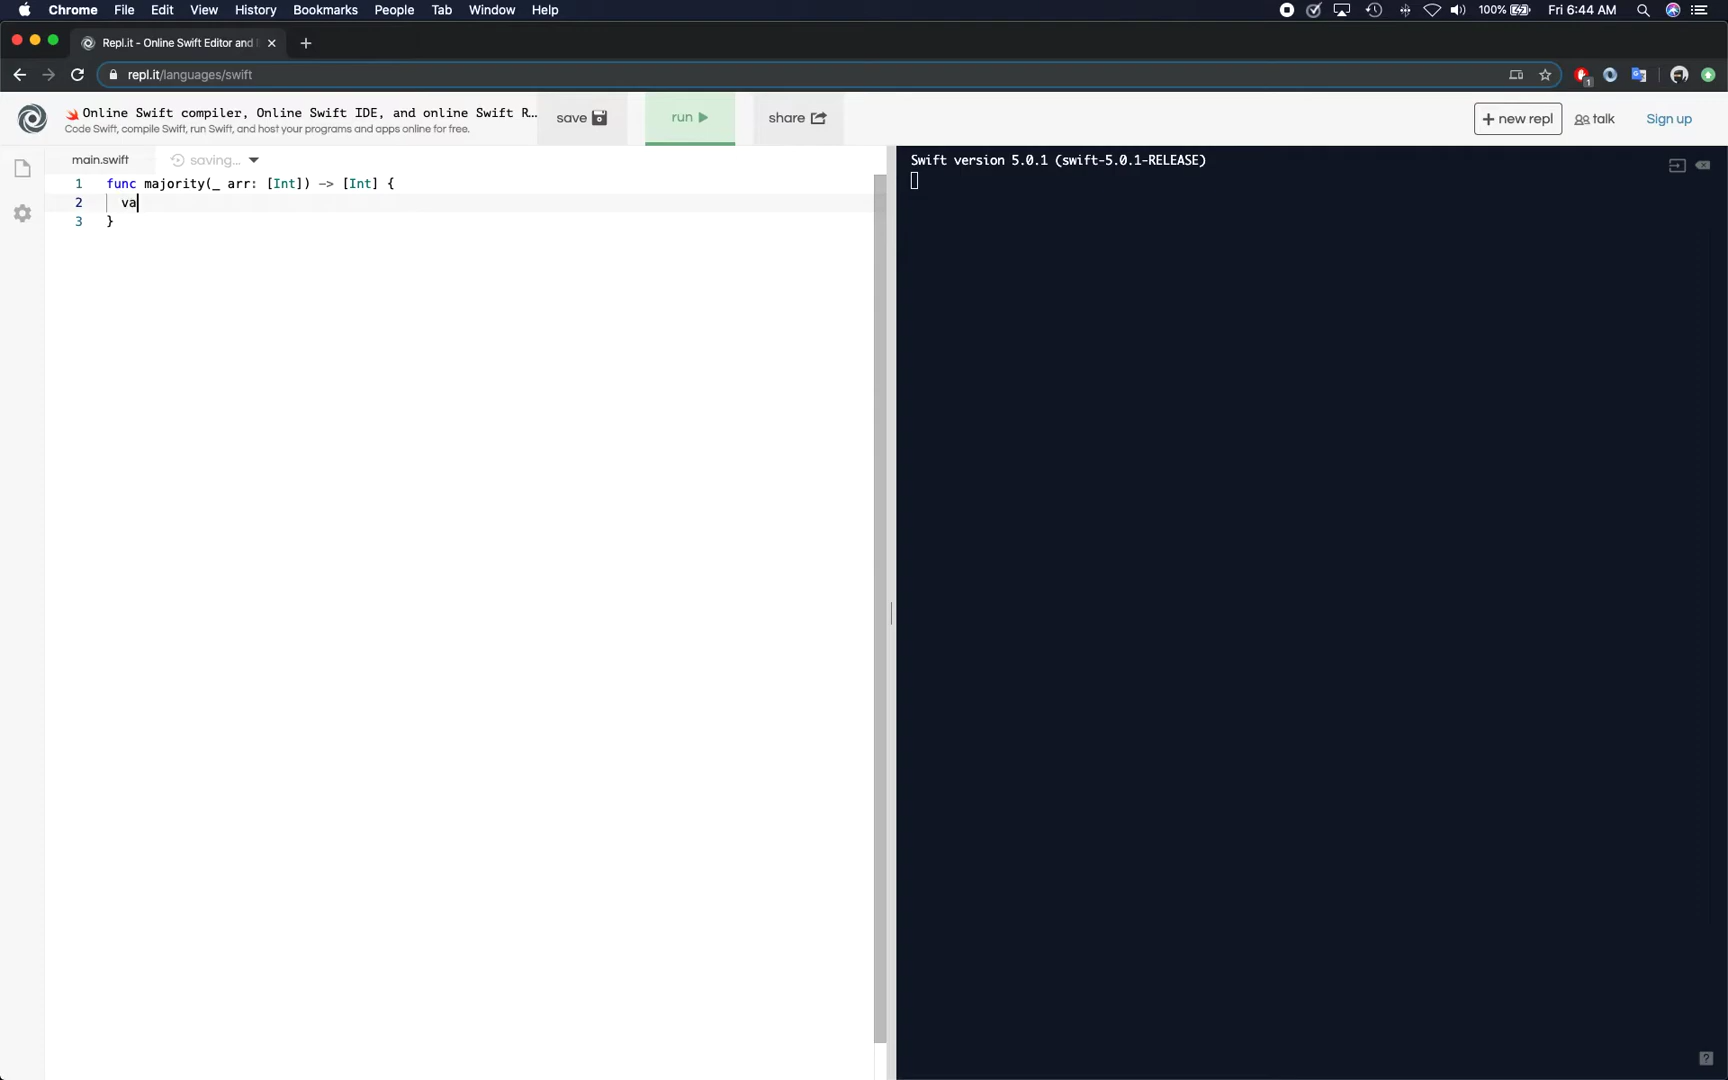 Chrome File Edit View History Bookmarks People Tab Window Help 100% Fri 6:44 AM
Repl.it - Online Swift Editor and
repl.it/languages/swift 1
Online Swift compiler, Online Swift IDE, and online Swift R...
Code Swift, compile Swift, run Swift, and host your programs and apps online for free.
save run share + new repl talk Sign up
main.swift saving...
1 func majority(_ arr: [Int]) -> [Int] {
2 va
3 }
Swift version 5.0.1 (swift-5.0.1-RELEASE)
?